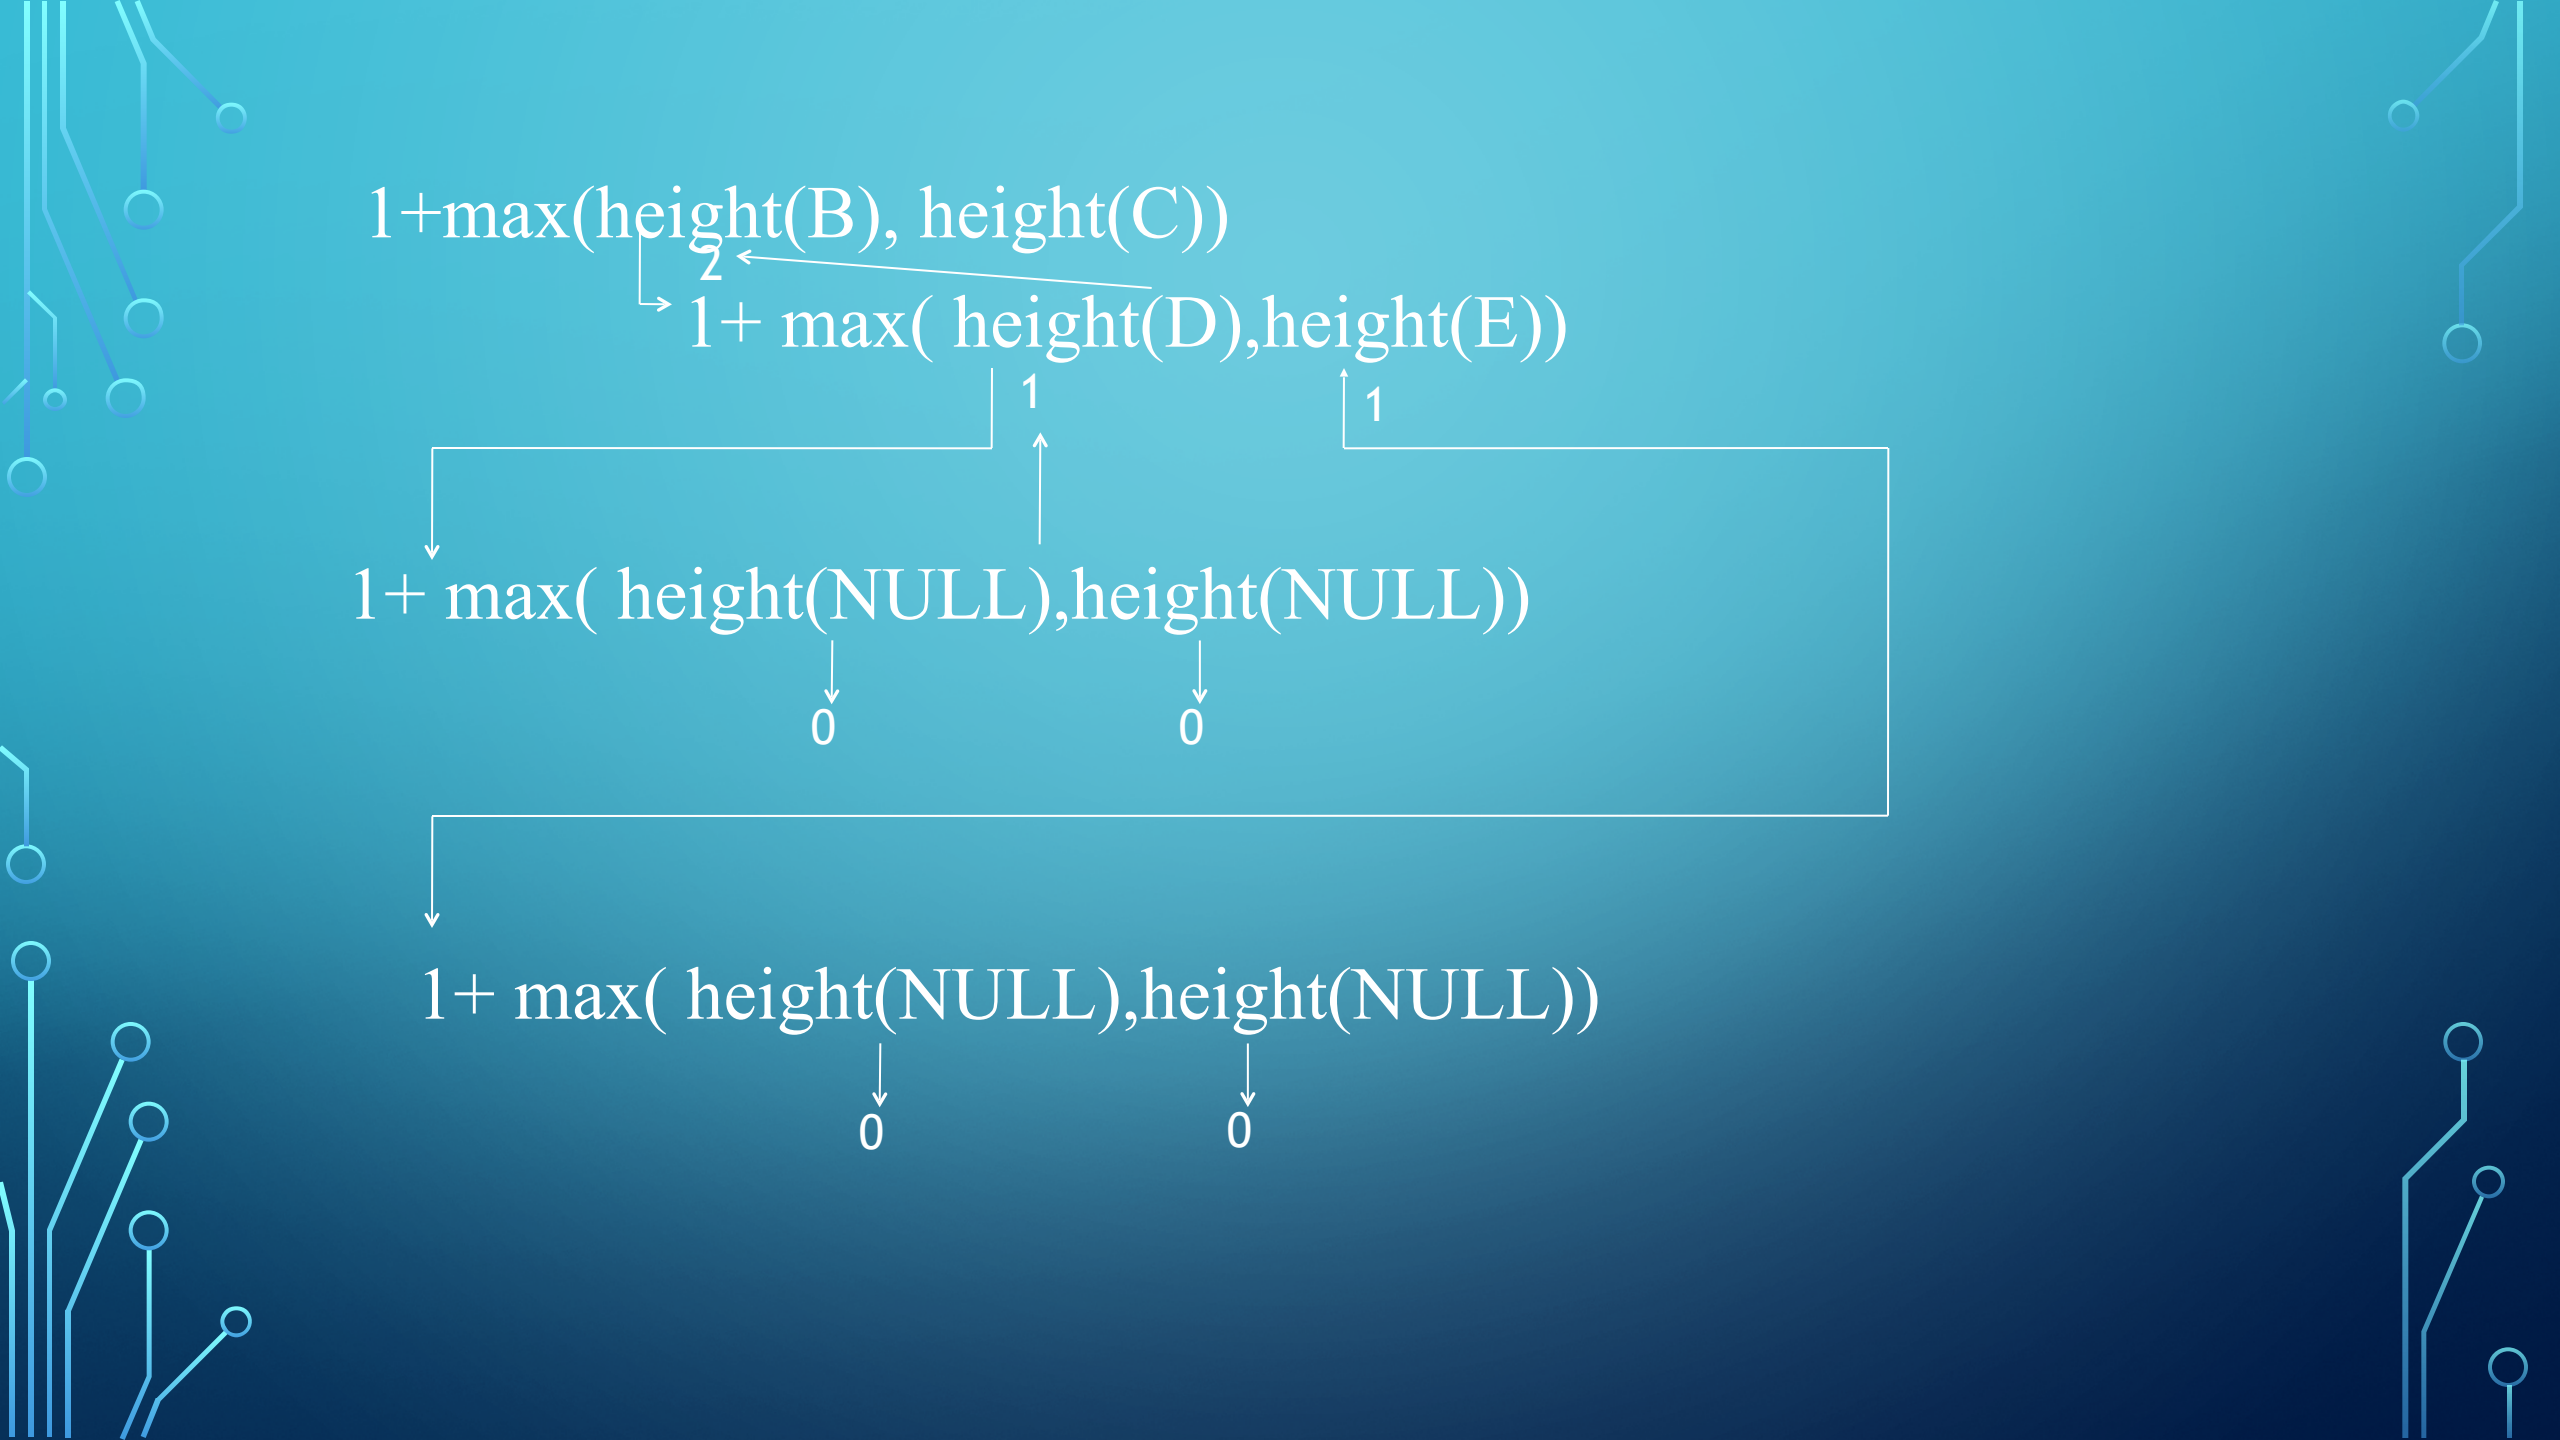 1+max(height(B), height(C))
2
1+ max( height(D),height(E))
1
1
1+ max( height(NULL),height(NULL))
0 0
1+ max( height(NULL),height(NULL))
0 0